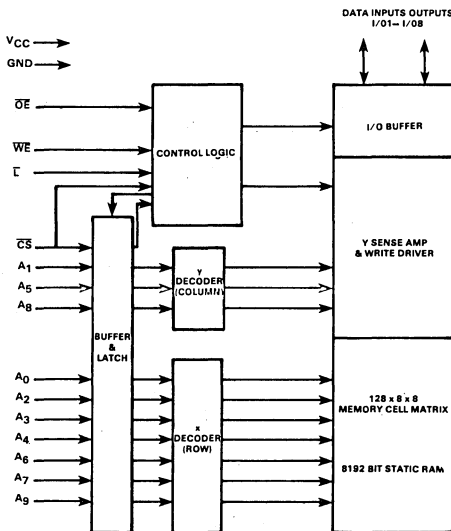 DATA INPUTS OUTPUTS
I/01– I/08
VCC
GND
OE
WE
L
CS
A1
A5
A8
A0
A2
A3
A4
A6
A7
A9
CONTROL LOGIC
BUFFER
&
LATCH
Y
DECODER
(COLUMN)
X
DECODER
(ROW)
I/O BUFFER
Y SENSE AMP
& WRITE DRIVER
128 x 8 x 8
MEMORY CELL MATRIX
8192 BIT STATIC RAM